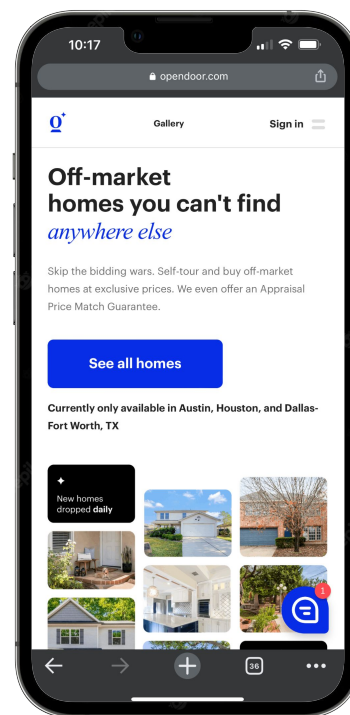 10:17
opendoor.com
Gallery
Sign in
Off-market
homes you can't find
anywhere else
Skip the bidding wars. Self-tour and buy off-market
homes at exclusive prices. We even offer an Appraisal
Price Match Guarantee.
See all homes
Currently only available in Austin, Houston, and Dallas-
Fort Worth, TX
New homes
dropped daily
1
36